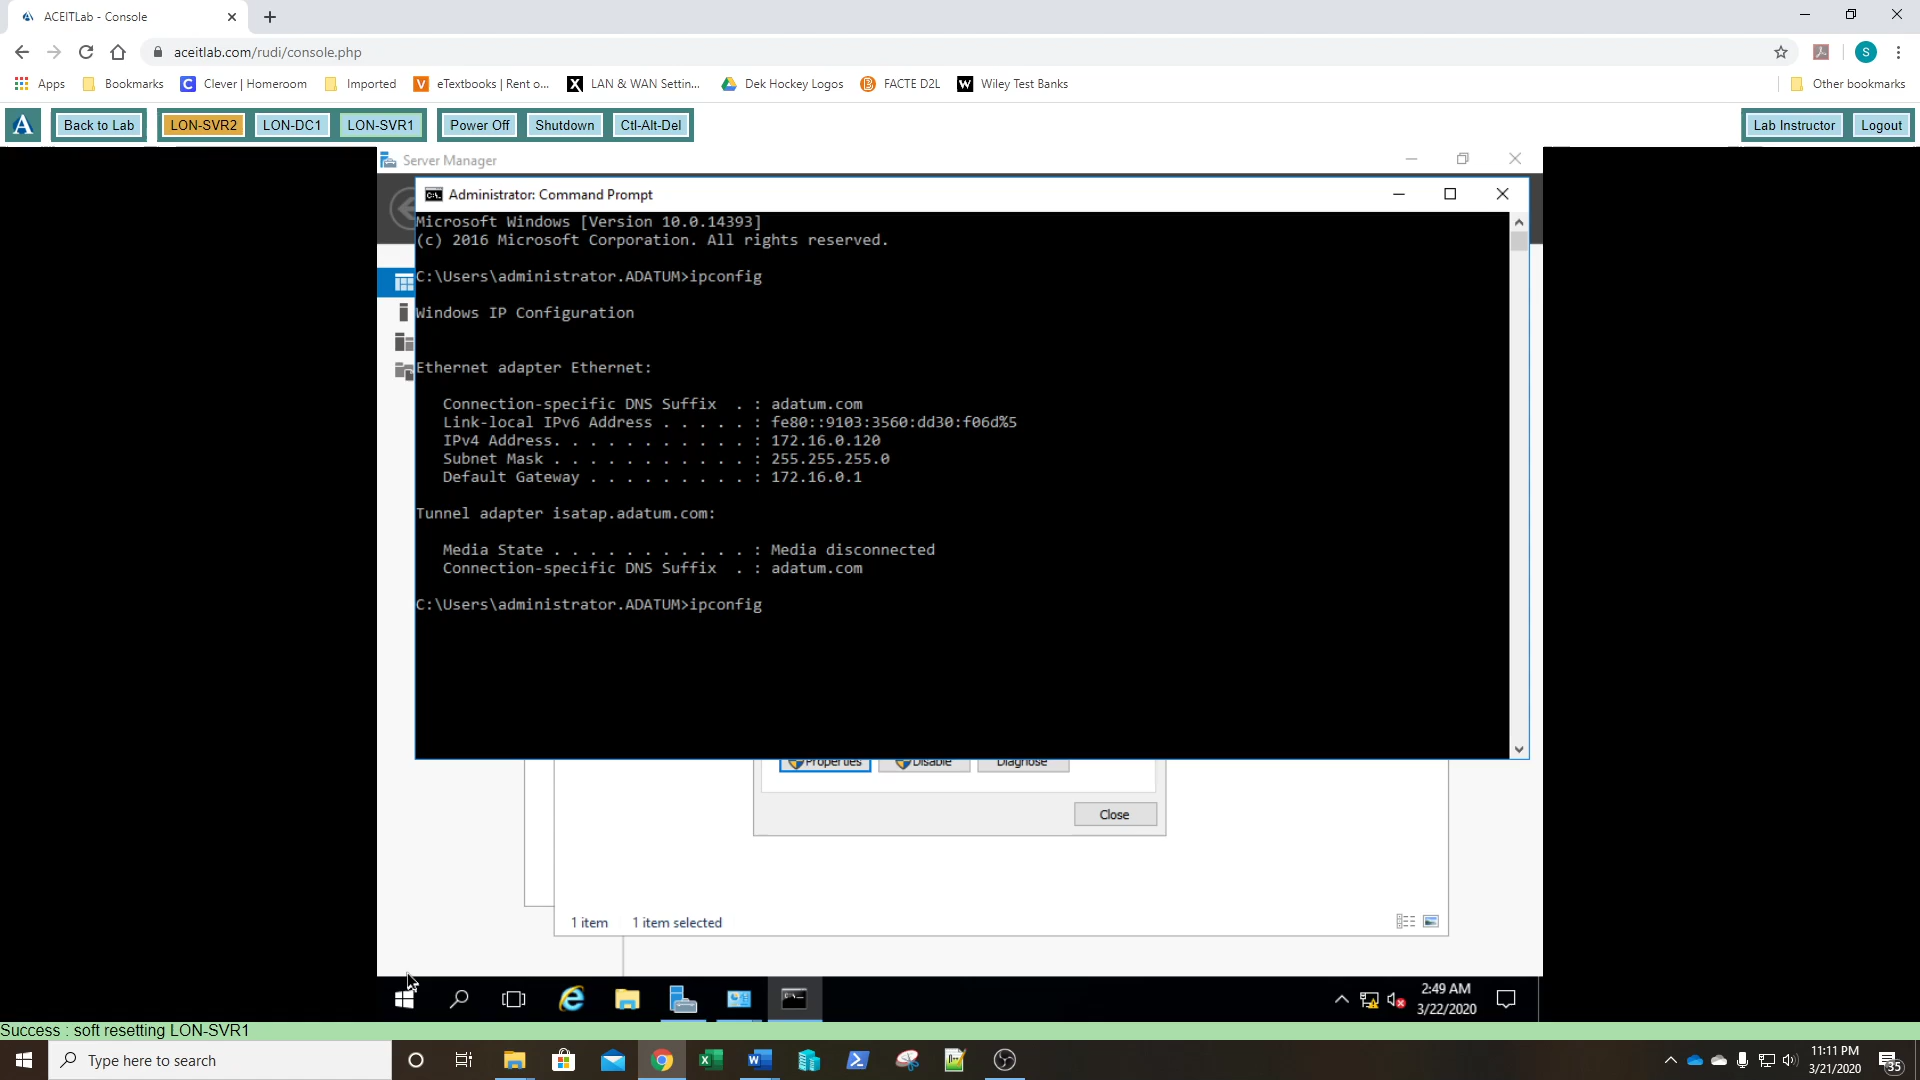 ACEITLab - Console
aceitlab.com/rudi/console.php
S
Apps Bookmarks Clever | Homeroom Imported eTextbooks | Rent o... LAN & WAN Settin... Dek Hockey Logos FACTE D2L Wiley Test Banks Other bookmarks
Back to Lab LON-SVR2 LON-DC1 LON-SVR1 Power Off Shutdown Ctl-Alt-Del Lab Instructor Logout
Server Manager
Administrator: Command Prompt
Microsoft Windows [Version 10.0.14393]
(c) 2016 Microsoft Corporation. All rights reserved.
C:\Users\administrator.ADATUM>ipconfig
Windows IP Configuration
Ethernet adapter Ethernet:
Connection-specific DNS Suffix . : adatum.com
Link-local IPv6 Address . . . . . : fe80::9103:3560:dd30:f06d%5
IPv4 Address. . . . . . . . . . . : 172.16.0.120
Subnet Mask . . . . . . . . . . . : 255.255.255.0
Default Gateway . . . . . . . . . : 172.16.0.1
Tunnel adapter isatap.adatum.com:
Media State . . . . . . . . . . . : Media disconnected
Connection-specific DNS Suffix . : adatum.com
C:\Users\administrator.ADATUM>ipconfig
Properties Disable Diagnose
Close
1 item 1 item selected
2:49 AM
3/22/2020
Success : soft resetting LON-SVR1
Type here to search
11:11 PM
3/21/2020
35